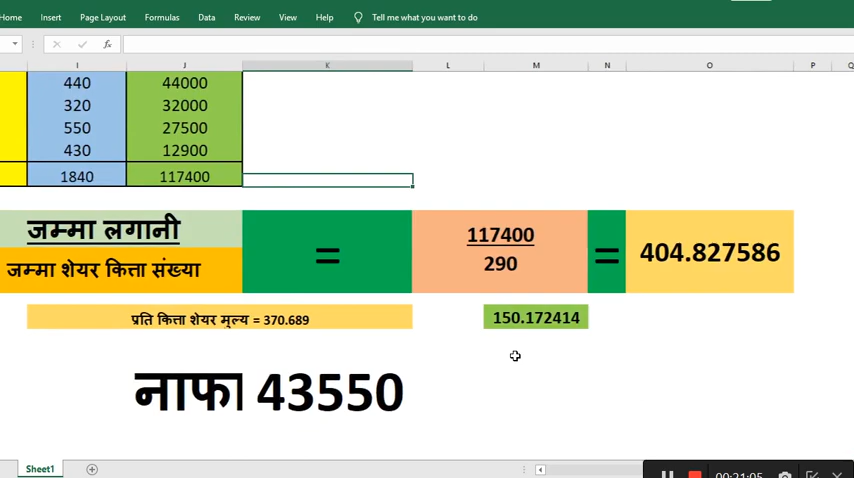 Home Insert Page Layout Formulas Data Review View Help Tell me what you want to do
fx
I J K L M N O P Q
440 44000
320 32000
550 27500
430 12900
1840 117400
जम्मा लगानी
जम्मा शेयर कित्ता संख्या
=
117400
290
=
404.827586
प्रति कित्ता शेयर मूल्य = 370.689
150.172414
नाफा 43550
Sheet1
00:21:05